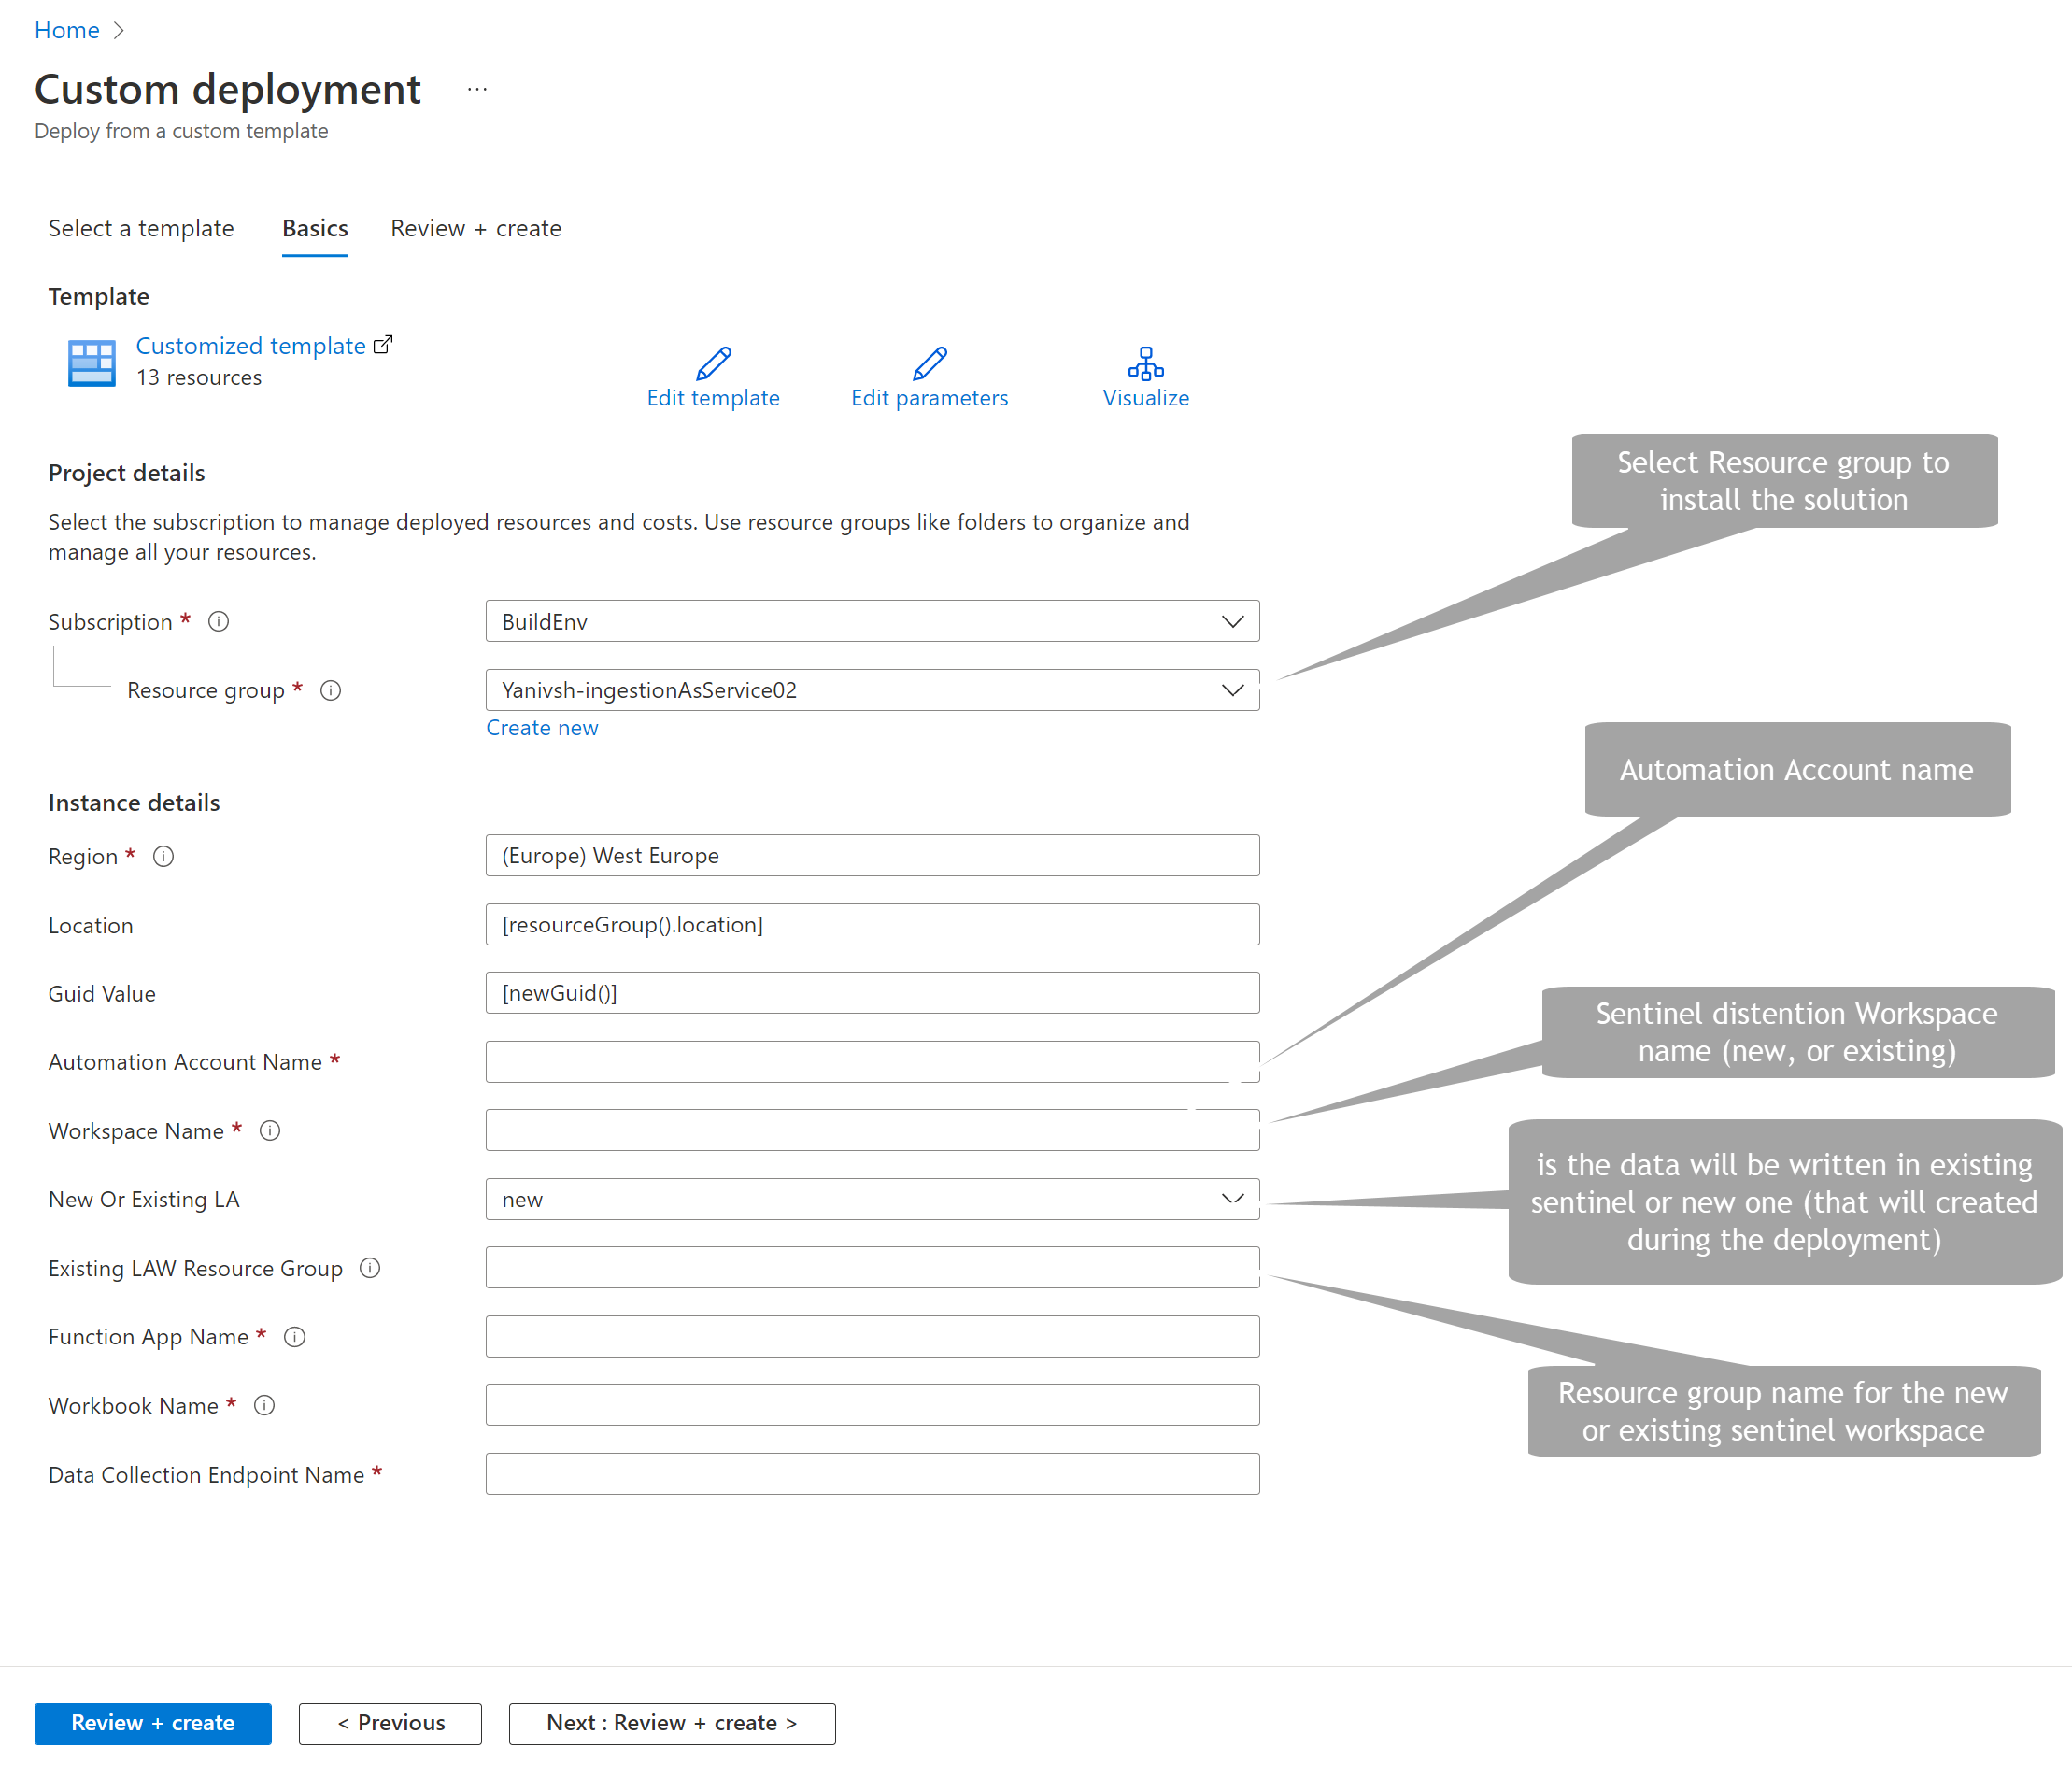 Home
Custom deployment ...
Deploy from a custom template
Select a template Basics Review + create
Template
Customized template
13 resources
Edit template Edit parameters Visualize
Select Resource group to
install the solution
Project details
Select the subscription to manage deployed resources and costs. Use resource groups like folders to organize and
manage all your resources.
Subscription * BuildEnv
Resource group * Yanivsh-ingestionAsService02
Create new
Automation Account name
Instance details
Region * (Europe) West Europe
Location [resourceGroup().location]
Guid Value [newGuid()]
Automation Account Name *
Sentinel distention Workspace
name (new, or existing)
Workspace Name *
is the data will be written in existing
sentinel or new one (that will created
during the deployment)
New Or Existing LA new
Existing LAW Resource Group
Function App Name *
Resource group name for the new
or existing sentinel workspace
Workbook Name *
Data Collection Endpoint Name *
Review + create < Previous Next : Review + create >